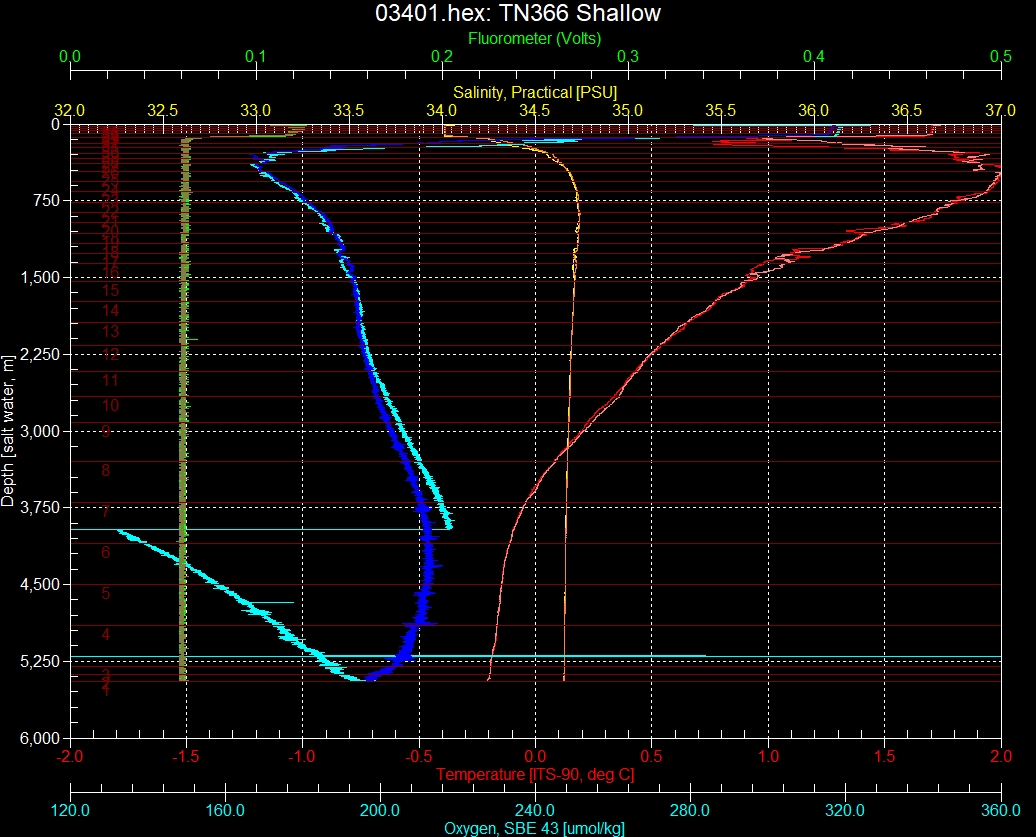 03401.hex: TN366 Shallow
Fluorometer (Volts)
0.0 0.1 0.2 0.3 0.4 0.5
Salinity, Practical [PSU]
32.0 32.5 33.0 33.5 34.0 34.5 35.0 35.5 36.0 36.5 37.0
0
750
20
1,500
15
14
13
2,250
12
11
10
3,000
9
8
Depth [salt water, m]
3,750
7
6
4,500
5
4
5,250
3
2
1
6,000
-2.0 -1.5 -1.0 -0.5 0.0 0.5 1.0 1.5 2.0
Temperature [ITS-90, deg C]
120.0 160.0 200.0 240.0 280.0 320.0 360.0
Oxygen, SBE 43 [umol/kg]